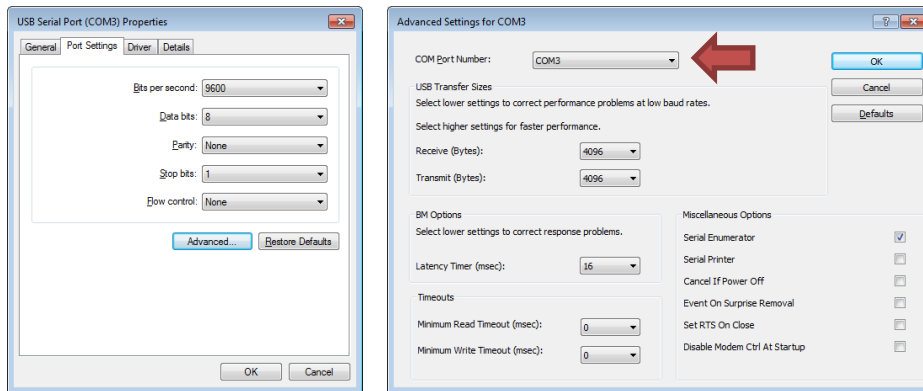 USB Serial Port (COM3) Properties
General Port Settings Driver Details
Bits per second: 9600
Data bits: 8
Parity: None
Stop bits: 1
Flow control: None
Advanced... Restore Defaults
OK Cancel
Advanced Settings for COM3
COM Port Number: COM3
OK
Cancel
Defaults
USB Transfer Sizes
Select lower settings to correct performance problems at low baud rates.
Select higher settings for faster performance.
Receive (Bytes): 4096
Transmit (Bytes): 4096
BM Options
Select lower settings to correct response problems.
Latency Timer (msec): 16
Timeouts
Minimum Read Timeout (msec): 0
Minimum Write Timeout (msec): 0
Miscellaneous Options
Serial Enumerator
Serial Printer
Cancel If Power Off
Event On Surprise Removal
Set RTS On Close
Disable Modem Ctrl At Startup